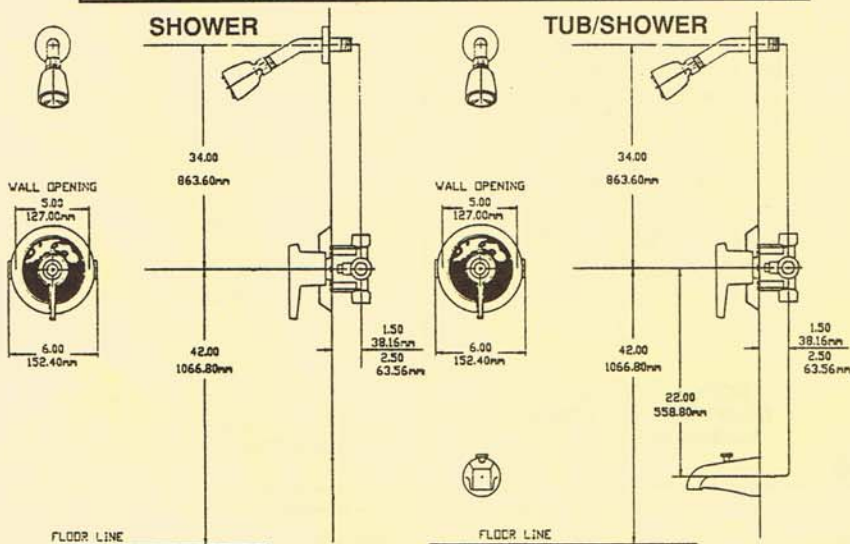 SHOWER
34.00
863.60mm
WALL OPENING
5.00
127.00mm
6.00
152.40mm
42.00
1066.80mm
1.50
38.16mm
2.50
63.56mm
FLOOR LINE
TUB/SHOWER
34.00
863.60mm
WALL OPENING
5.00
127.00mm
6.00
152.40mm
42.00
1066.80mm
1.50
38.16mm
2.50
63.56mm
22.00
558.80mm
FLOOR LINE